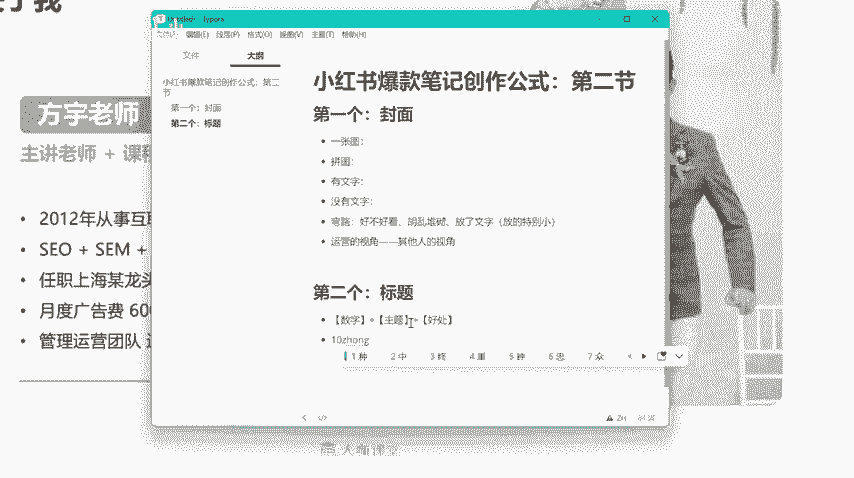 方宇老师
主讲老师 + 课程
• 2012年从事互联
• SEO + SEM +
• 任职上海某龙头
• 月度广告费 600
• 管理运营团队
Untitled • - Typora
编辑(E) 段落(P) 格式(O) 视图(V) 主题(T) 帮助(H)
文件 大纲
小红书爆款笔记创作公式：第二节
第一个：封面
第二个：标题
小红书爆款笔记创作公式：第二节
第一个：封面
• 一张图：
• 拼图：
• 有文字：
• 没有文字：
• 弯路：好不好看、胡乱堆砌、放了文字（放的特别小）
• 运营的视角——其他人的视角
第二个：标题
• 【数字】+【主题】+【好处】
• 10zhong
1 种 2 中 3 终 4 重 5 钟 6 忠 7 众
大师课堂